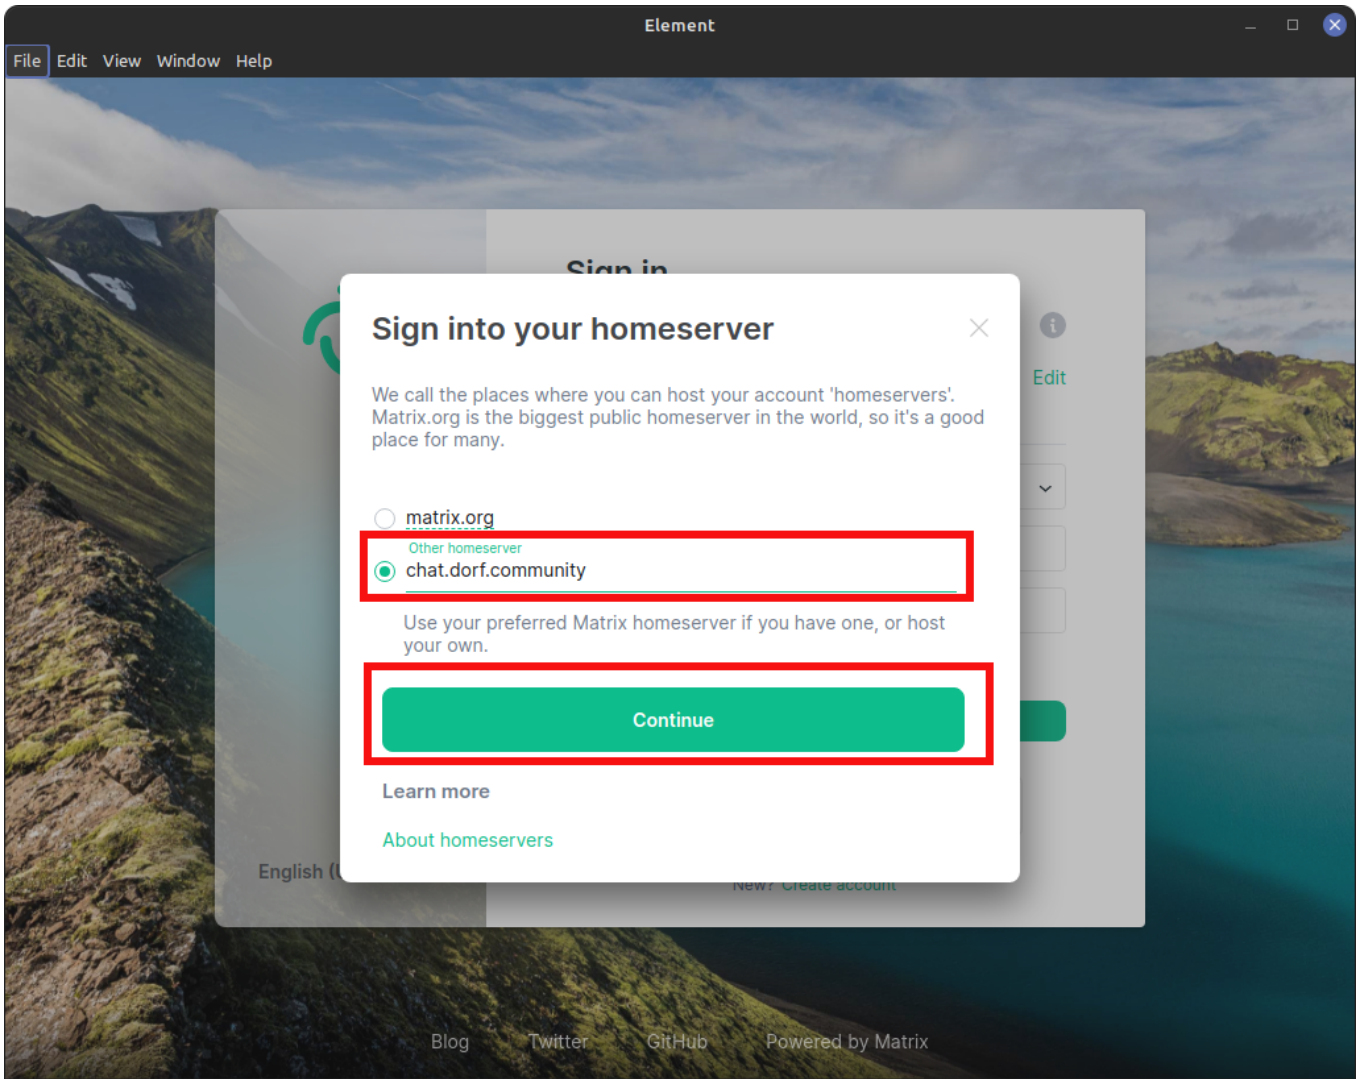 Element
File Edit View Window Help
Sign in
Sign into your homeserver
Edit
We call the places where you can host your account 'homeservers'.
Matrix.org is the biggest public homeserver in the world, so it's a good
place for many.
matrix.org
Other homeserver
chat.dorf.community
Use your preferred Matrix homeserver if you have one, or host
your own.
Continue
Learn more
About homeservers
English (
New? Create account
Blog Twitter GitHub Powered by Matrix